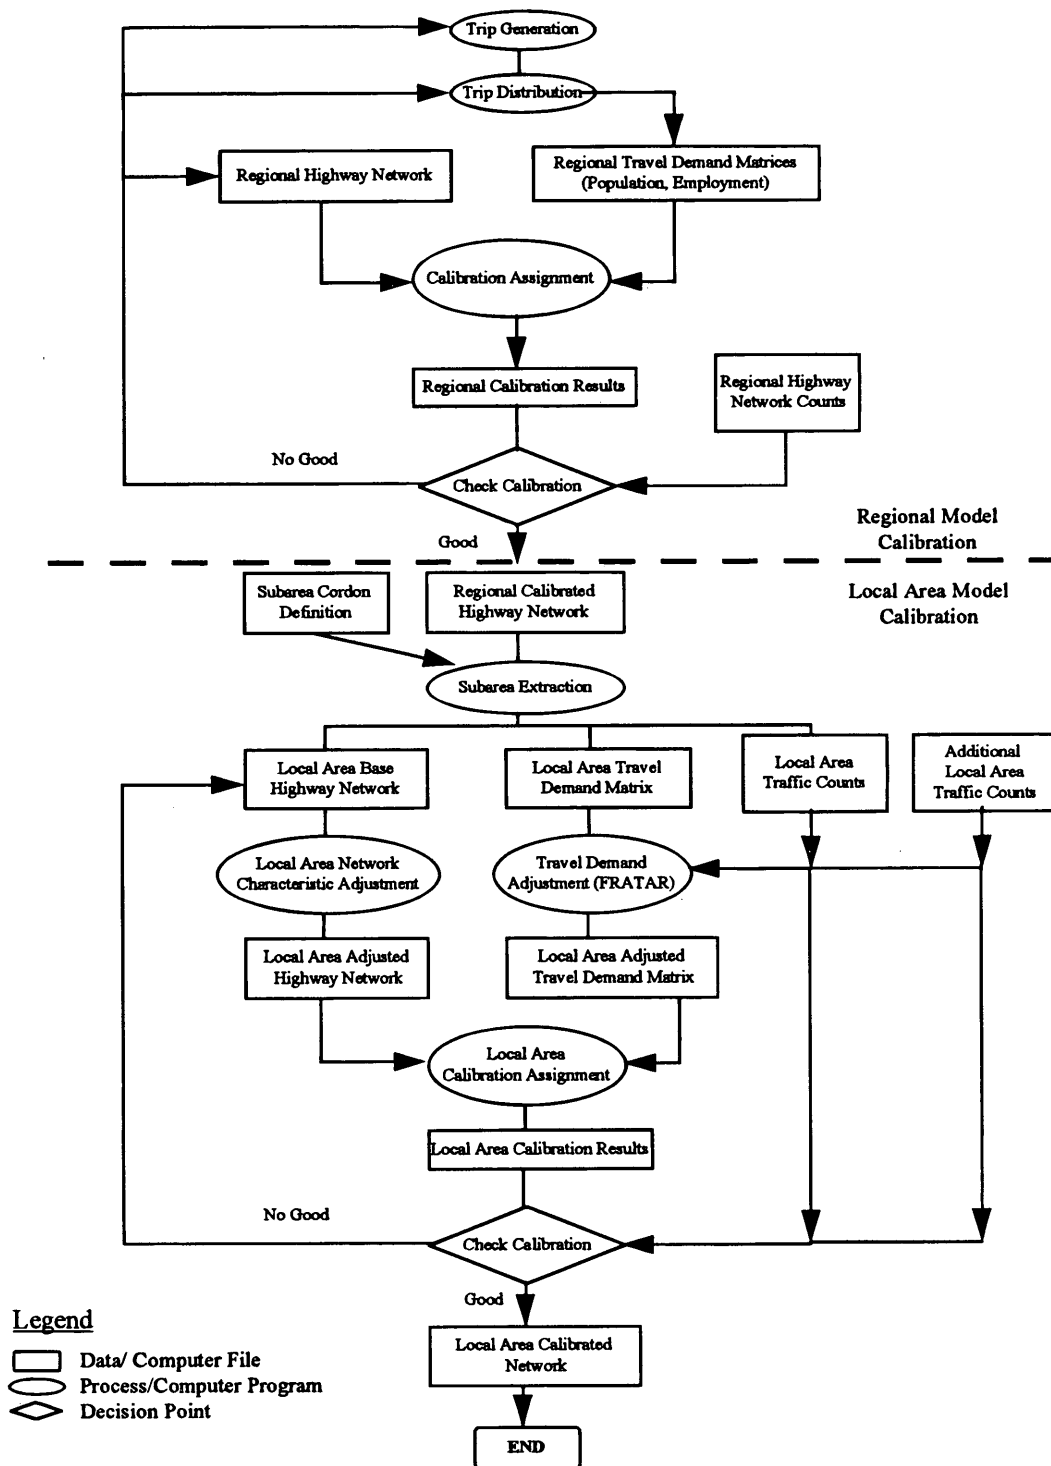 Trip Generation
Trip Distribution
Regional Highway Network
Regional Travel Demand Matrices
(Population, Employment)
Calibration Assignment
Regional Calibration Results
Regional Highway
Network Counts
No Good
Check Calibration
Good
Regional Model
Calibration
Subarea Cordon
Definition
Regional Calibrated
Highway Network
Local Area Model
Calibration
Subarea Extraction
Local Area Base
Highway Network
Local Area Travel
Demand Matrix
Local Area
Traffic Counts
Additional
Local Area
Traffic Counts
Local Area Network
Characteristic Adjustment
Travel Demand
Adjustment (FRATAR)
Local Area Adjusted
Highway Network
Local Area Adjusted
Travel Demand Matrix
Local Area
Calibration Assignment
Local Area Calibration Results
No Good
Check Calibration
Good
Local Area Calibrated
Network
END
Legend
Data/ Computer File
Process/Computer Program
Decision Point